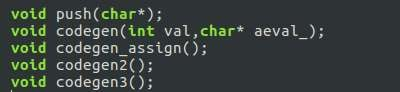 void push(char*);
void codegen(int val,char* aeval_);
void codegen_assign();
void codegen2();
void codegen3();